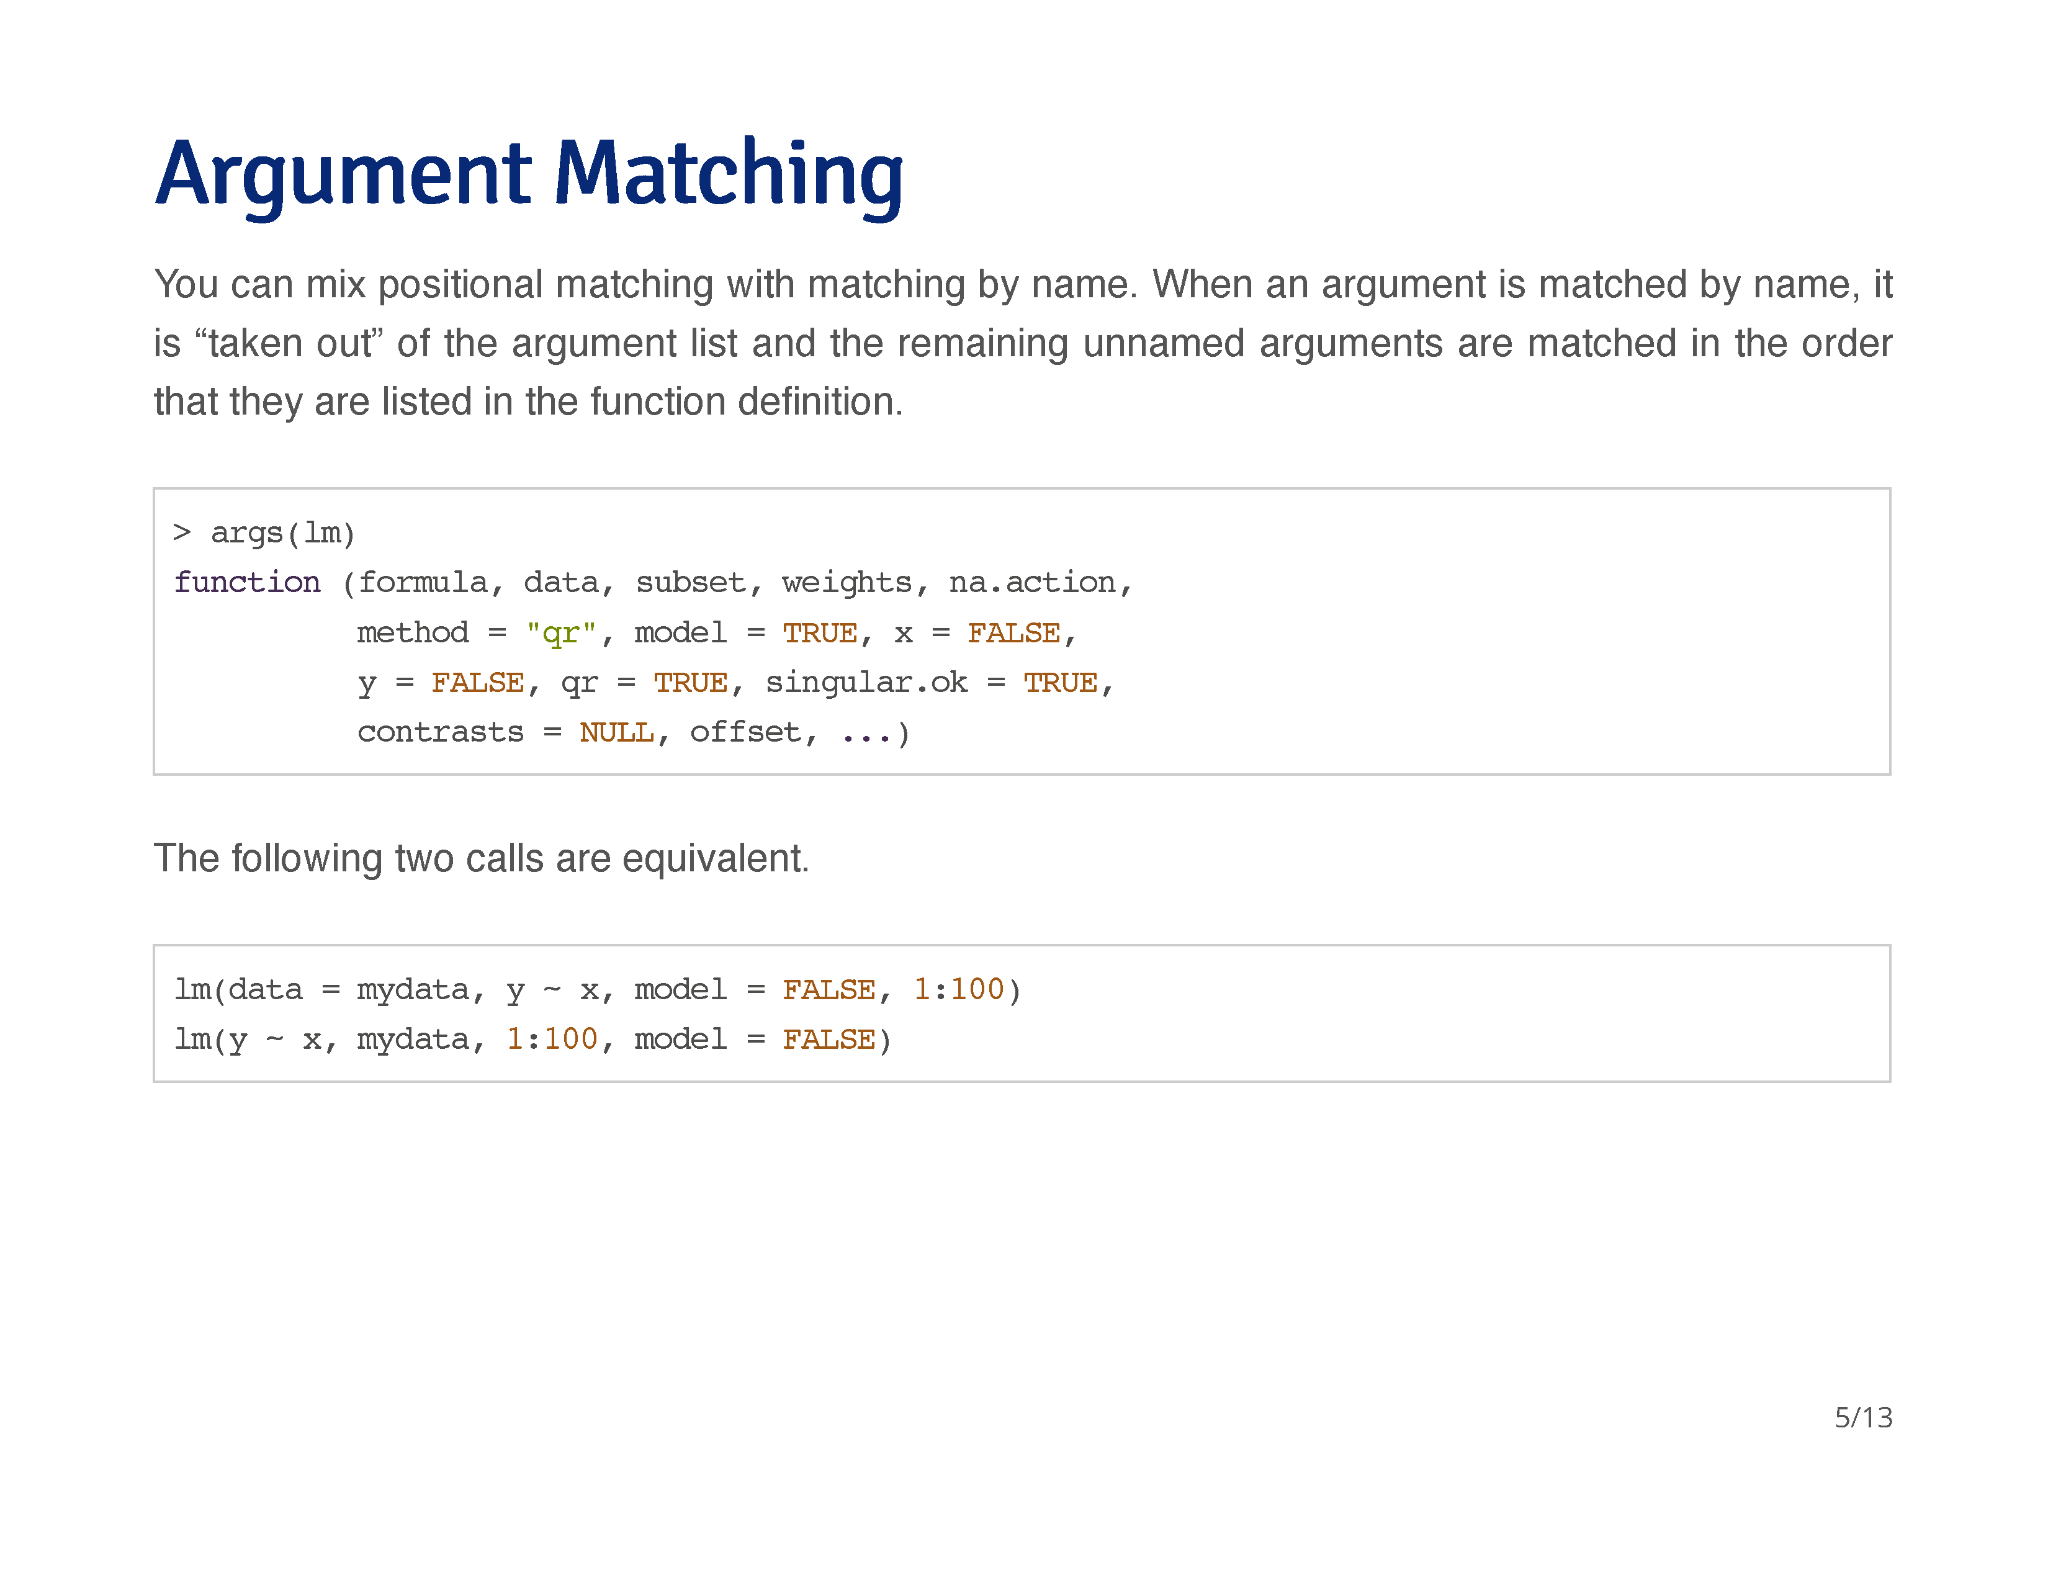 Argument Matching
You can mix positional matching with matching by name. When an argument is matched by name, it
is “taken out” of the argument list and the remaining unnamed arguments are matched in the order
that they are listed in the function definition.
> args(lm)
function (formula, data, subset, weights, na.action,
method = "qr", model = TRUE, x = FALSE,
y = FALSE, qr = TRUE, singular.ok = TRUE,
contrasts = NULL, offset, ...)
The following two calls are equivalent.
lm(data = mydata, y ~ x, model = FALSE, 1:100)
lm(y ~ x, mydata, 1:100, model = FALSE)
5/13